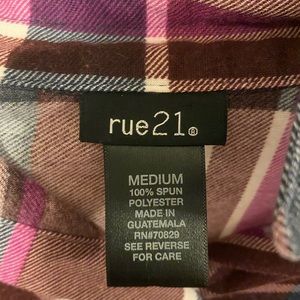 rue21®
MEDIUM
100% SPUN
POLYESTER
MADE IN
GUATEMALA
RN#70829
SEE REVERSE
FOR CARE